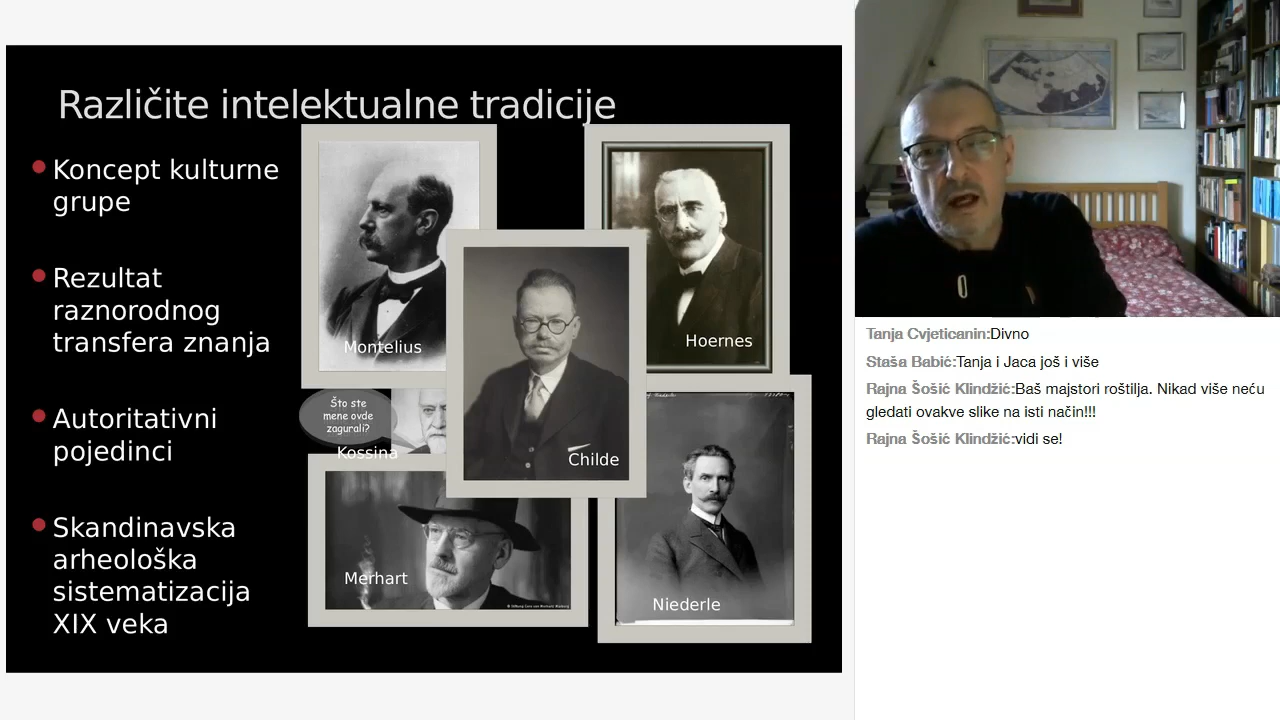 Različite intelektualne tradicije
Koncept kulturne
grupe
Rezultat
raznorodnog
transfera znanja
Autoritativni
pojedinci
Skandinavska
arheološka
sistematizacija
XIX veka
Montelius
Hoernes
Što ste
mene ovde
zagurali?
Kossina
Childe
Merhart
Niederle
Tanja Cvjeticanin:Divno
Staša Babić:Tanja i Jaca još i više
Rajna Šošić Klindžić:Baš majstori roštilja. Nikad više neću
gledati ovakve slike na isti način!!!
Rajna Šošić Klindžić:vidi se!